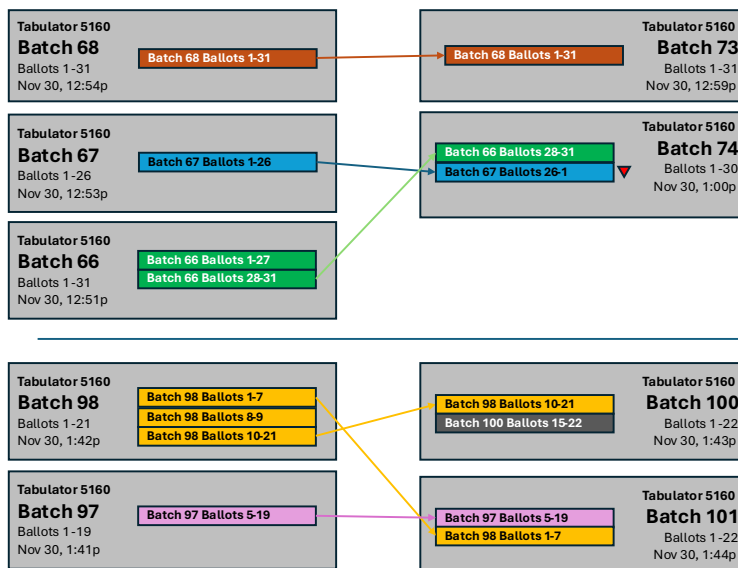 Tabulator 5160
Batch 68
Ballots 1-31
Nov 30, 12:54p
Batch 68 Ballots 1-31
Tabulator 5160
Batch 73
Ballots 1-31
Nov 30, 12:59p
Batch 68 Ballots 1-31
Tabulator 5160
Batch 67
Ballots 1-26
Nov 30, 12:53p
Batch 67 Ballots 1-26
Tabulator 5160
Batch 74
Ballots 1-30
Nov 30, 1:00p
Batch 66 Ballots 28-31
Batch 67 Ballots 26-1
Tabulator 5160
Batch 66
Ballots 1-31
Nov 30, 12:51p
Batch 66 Ballots 1-27
Batch 66 Ballots 28-31
Tabulator 5160
Batch 98
Ballots 1-21
Nov 30, 1:42p
Batch 98 Ballots 1-7
Batch 98 Ballots 8-9
Batch 98 Ballots 10-21
Tabulator 5160
Batch 100
Ballots 1-22
Nov 30, 1:43p
Batch 98 Ballots 10-21
Batch 100 Ballots 15-22
Tabulator 5160
Batch 97
Ballots 1-19
Nov 30, 1:41p
Batch 97 Ballots 5-19
Tabulator 5160
Batch 101
Ballots 1-22
Nov 30, 1:44p
Batch 97 Ballots 5-19
Batch 98 Ballots 1-7